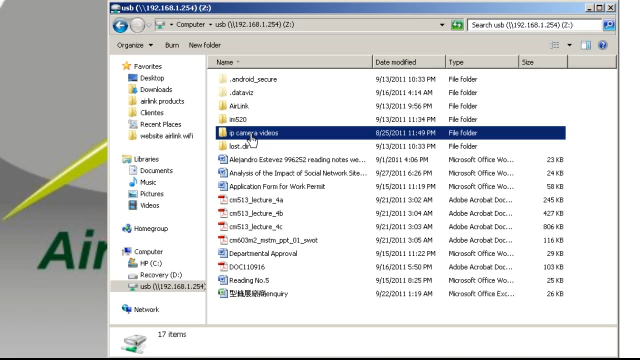 usb (\\192.168.1.254) (Z:)
Computer usb (\\192.168.1.254) (Z:)
Search usb (\\192.168.1.254) (Z:)
Organize Burn New folder
Name Date modified Type Size
Favorites
Desktop
Downloads
airlink products
Clientes
Recent Places
website airlink wifi
Libraries
Documents
Music
Pictures
Videos
Homegroup
Computer
HP (C:)
Recovery (D:)
usb (\\192.168.1.254)
Network
.android_secure 9/13/2011 10:33 PM File folder
.dataviz 9/16/2011 4:14 AM File folder
AirLink 9/13/2011 9:56 PM File folder
im520 9/13/2011 11:34 PM File folder
ip camera videos 8/25/2011 11:49 PM File folder
lost.dir 9/13/2011 10:33 PM File folder
Alejandro Estevez 996252 reading notes we... 9/1/2011 4:06 PM Microsoft Office Wo... 23 KB
Analysis of the Impact of Social Network Site... 9/27/2011 6:26 PM Microsoft Office Wo... 24 KB
Application Form for Work Permit 9/15/2011 11:19 PM Microsoft Office Wo... 58 KB
cm513_lecture_4a 9/21/2011 3:02 AM Adobe Acrobat Doc... 245 KB
cm513_lecture_4b 9/21/2011 3:04 AM Adobe Acrobat Doc... 427 KB
cm513_lecture_4c 9/21/2011 3:03 AM Adobe Acrobat Doc... 806 KB
cm603m2_mstm_ppt_01_swot 9/21/2011 3:05 AM Adobe Acrobat Doc... 116 KB
Departmental Approval 9/15/2011 11:22 PM Microsoft Office Wo... 29 KB
DOC110916 9/16/2011 5:50 PM Adobe Acrobat Doc... 103 KB
Reading No.5 9/15/2011 8:25 PM Microsoft Office Wo... 25 KB
enquiry 9/22/2011 1:19 AM Microsoft Office Exc... 26 KB
17 items
Air